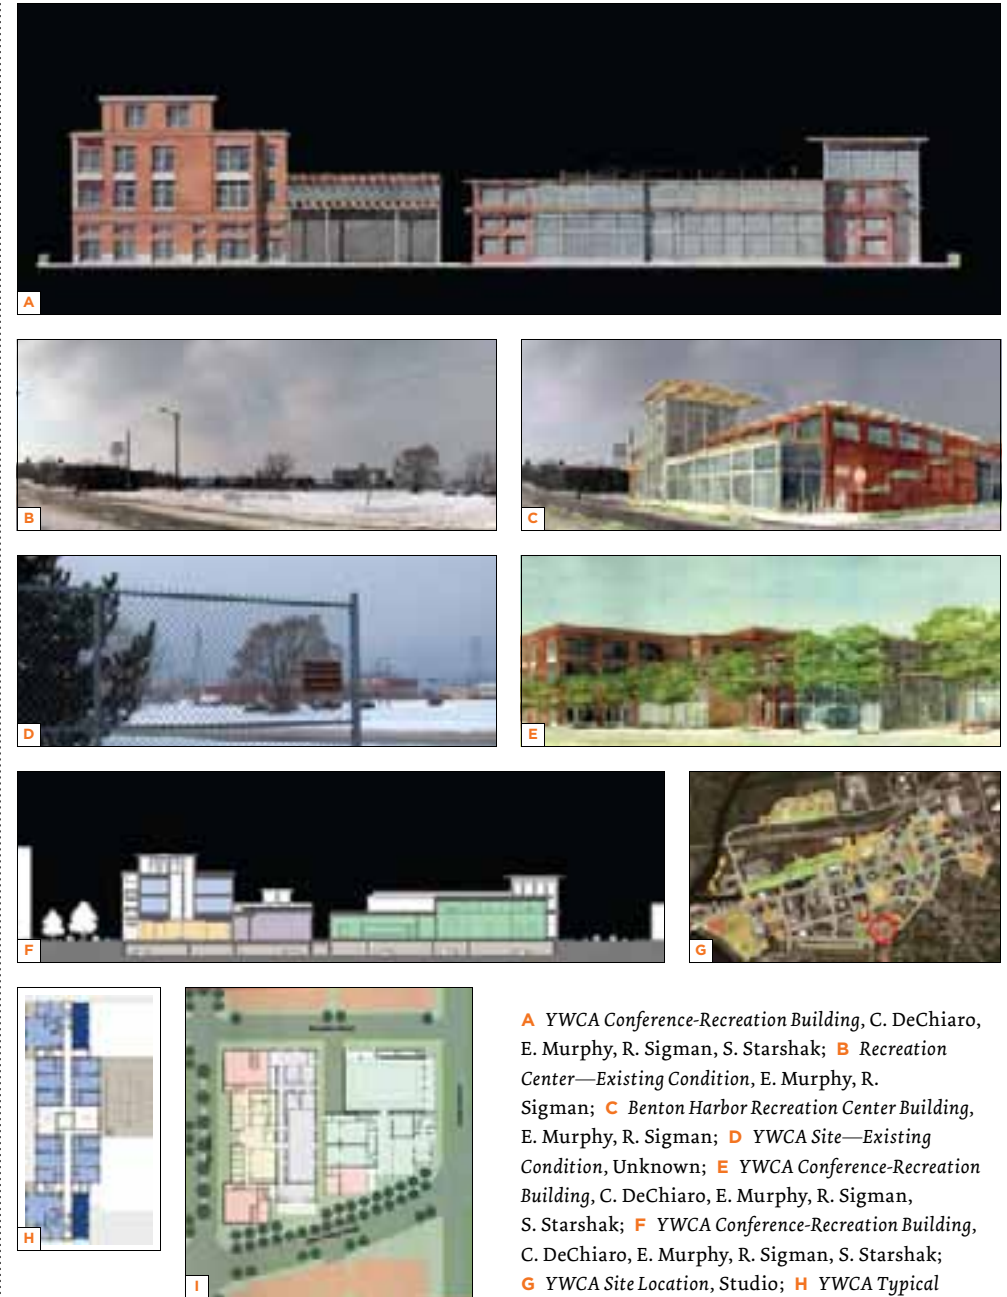 A
B
C
D
E
F
G
H
I
A YWCA Conference-Recreation Building, C. DeChiaro,
E. Murphy, R. Sigman, S. Starshak; B Recreation
Center—Existing Condition, E. Murphy, R.
Sigman; C Benton Harbor Recreation Center Building,
E. Murphy, R. Sigman; D YWCA Site—Existing
Condition, Unknown; E YWCA Conference-Recreation
Building, C. DeChiaro, E. Murphy, R. Sigman,
S. Starshak; F YWCA Conference-Recreation Building,
C. DeChiaro, E. Murphy, R. Sigman, S. Starshak;
G YWCA Site Location, Studio; H YWCA Typical